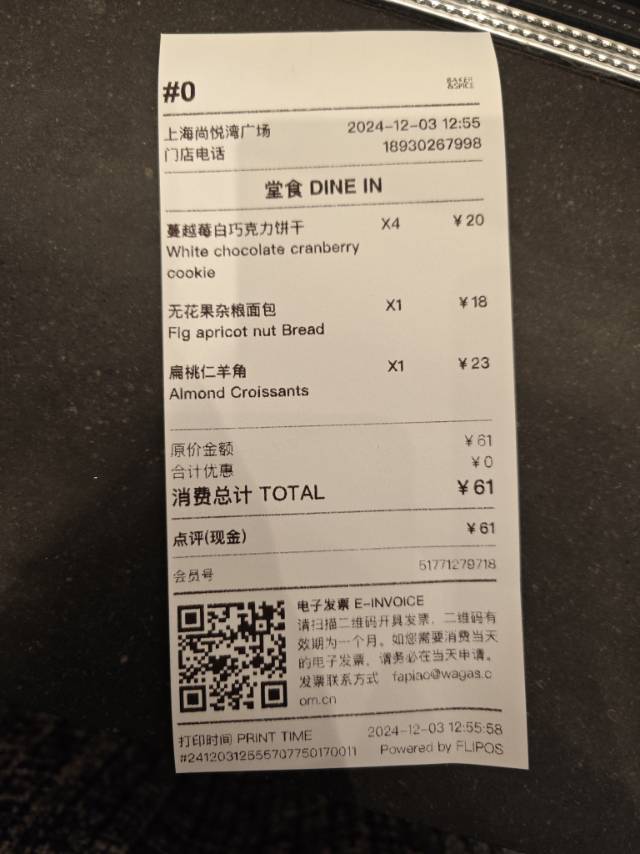 #0
BAKER
&SPICE
上海尚悦湾广场 2024-12-03 12:55
门店电话 18930267998
堂食 DINE IN
蔓越莓白巧克力饼干 X4 ¥20
White chocolate cranberry
cookie
无花果杂粮面包 X1 ¥18
FIg apricot nut Bread
扁桃仁羊角 X1 ¥23
Almond Croissants
原价金额 ¥61
合计优惠 ¥0
消费总计 TOTAL ¥61
点评(现金) ¥61
会员号 51771279718
电子发票 E-INVOICE
请扫描二维码开具发票，二维码有
效期为一个月。如您需要消费当天
的电子发票，请务必在当天申请。
发票联系方式 fapiao@wagas.c
om.cn
打印时间 PRINT TIME 2024-12-03 12:55:58
#24120312555707750170011 Powered by FLIPOS